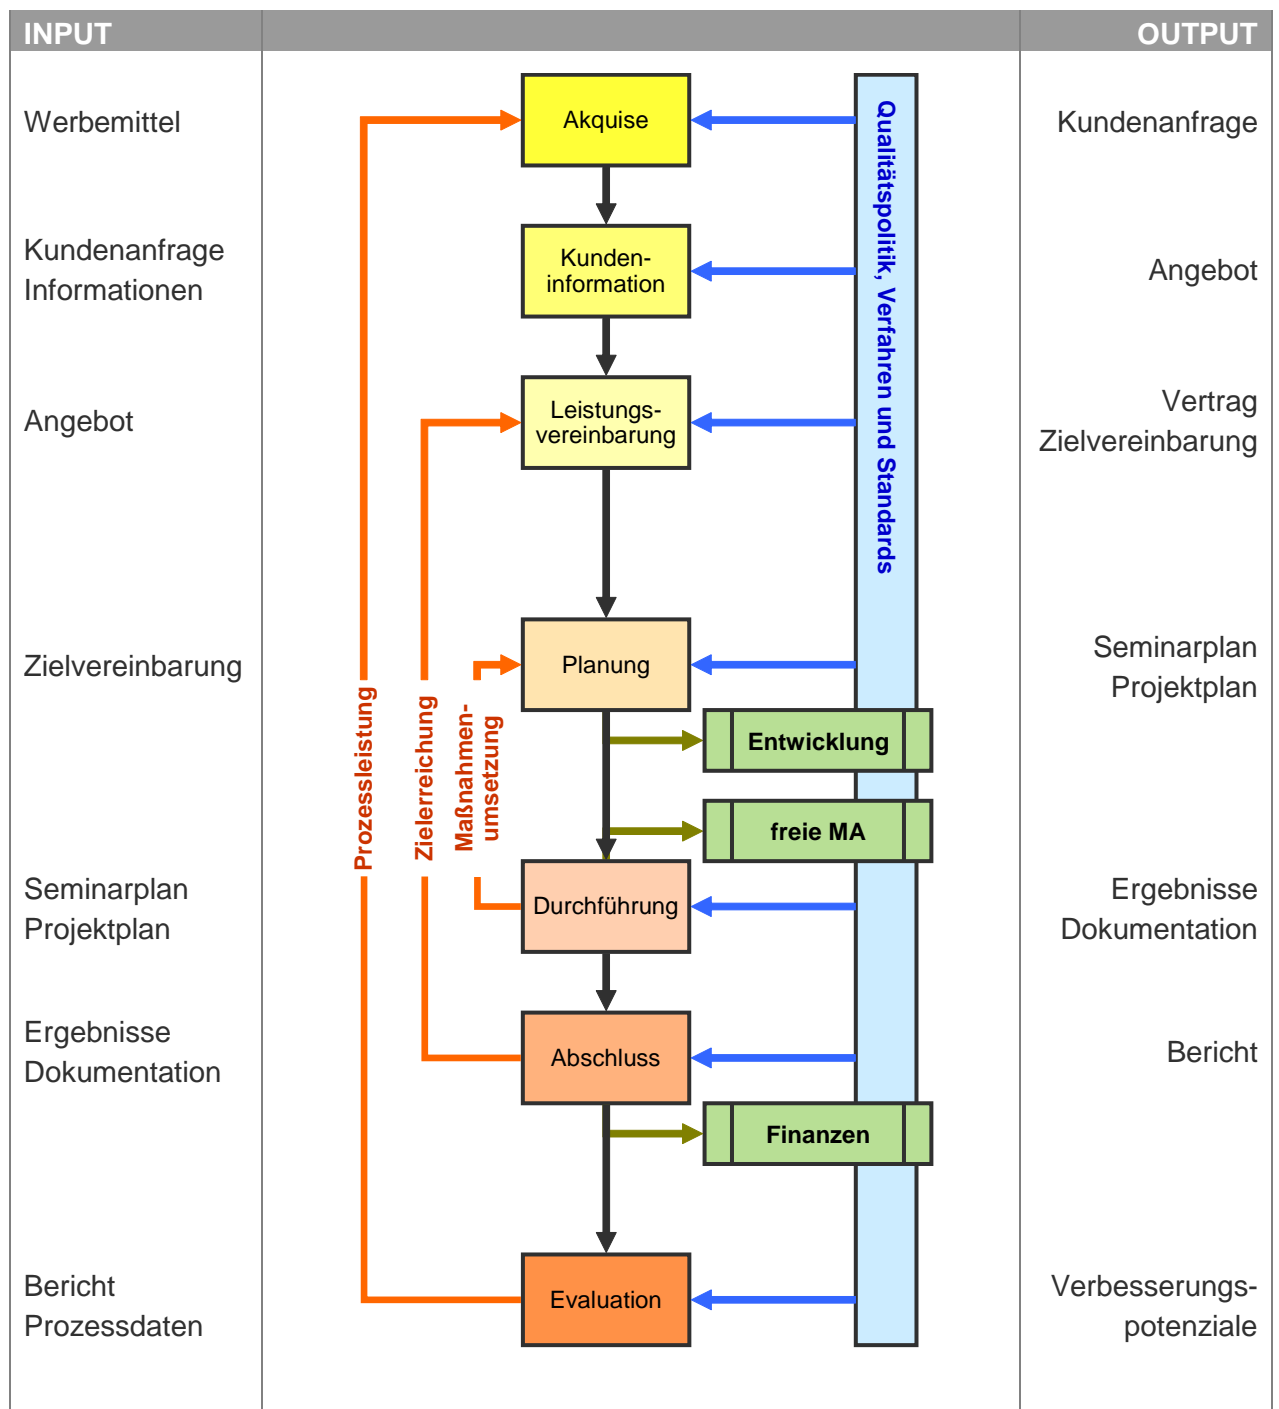 INPUT
OUTPUT
Werbemittel
Akquise
Kundenanfrage
Kundenanfrage
Informationen
Kunden-
information
Angebot
Angebot
Leistungs-
vereinbarung
Vertrag
Zielvereinbarung
Qualitätspolitik, Verfahren und Standards
Zielvereinbarung
Planung
Seminarplan
Projektplan
Entwicklung
freie MA
Prozessleistung
Zielerreichung
Maßnahmen-
umsetzung
Seminarplan
Projektplan
Durchführung
Ergebnisse
Dokumentation
Ergebnisse
Dokumentation
Abschluss
Bericht
Finanzen
Bericht
Prozessdaten
Evaluation
Verbesserungs-
potenziale